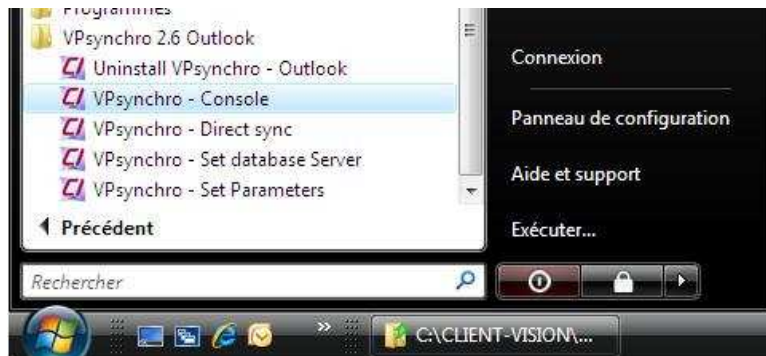 Programmes
VPsynchro 2.6 Outlook
Uninstall VPsynchro - Outlook
VPsynchro - Console
VPsynchro - Direct sync
VPsynchro - Set database Server
VPsynchro - Set Parameters
Précédent
Rechercher
Connexion
Panneau de configuration
Aide et support
Exécuter...
C:\CLIENT-VISION\...